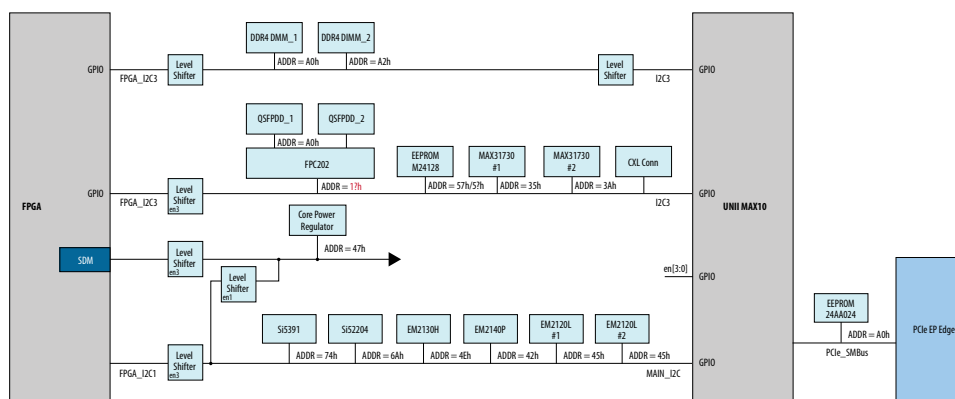 DDR4 DMM_1
DDR4 DIMM_2
GPIO
Level
Shifter
ADDR = A0h
ADDR = A2h
Level
Shifter
GPIO
FPGA_I2C3
I2C3
QSFPDD_1
QSFPDD_2
ADDR = A0h
FPC202
EEPROM
M24128
MAX31730
#1
MAX31730
#2
CXL Conn
ADDR = 1?h
ADDR = 57h/5?h
ADDR = 35h
ADDR = 3Ah
GPIO
Level
Shifter
en3
GPIO
FPGA_I2C3
I2C3
FPGA
UNII MAX10
Core Power
Regulator
ADDR = 47h
SDM
Level
Shifter
en3
Level
Shifter
en1
en[3:0]
GPIO
EEPROM
24AA024
ADDR = A0h
PCIe_SMBus
PCIe EP Edge
Si5391
Si52204
EM2130H
EM2140P
EM2120L
#1
EM2120L
#2
ADDR = 74h
ADDR = 6Ah
ADDR = 4Eh
ADDR = 42h
ADDR = 45h
ADDR = 45h
GPIO
Level
Shifter
en3
GPIO
FPGA_I2C1
MAIN_I2C